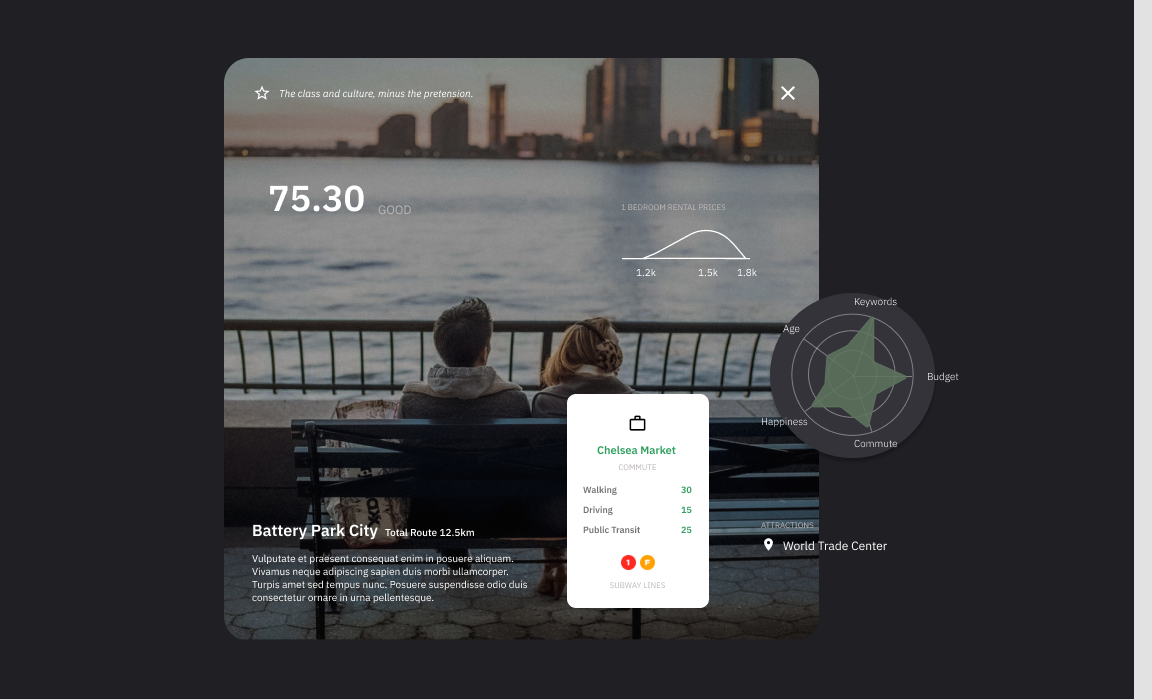 The class and culture, minus the pretension.
75.30 GOOD
1 BEDROOM RENTAL PRICES
1.2k 1.5k 1.8k
Keywords
Age
Budget
Happiness
Commute
Chelsea Market
COMMUTE
Walking 30
Driving 15
Public Transit 25
1 F
SUBWAY LINES
Battery Park City Total Route 12.5km
Vulputate et praesent consequat enim in posuere aliquam.
Vivamus neque adipiscing sapien duis morbi ullamcorper.
Turpis amet sed tempus nunc. Posuere suspendisse odio duis
consectetur ornare in urna pellentesque.
ATTRACTIONS
World Trade Center